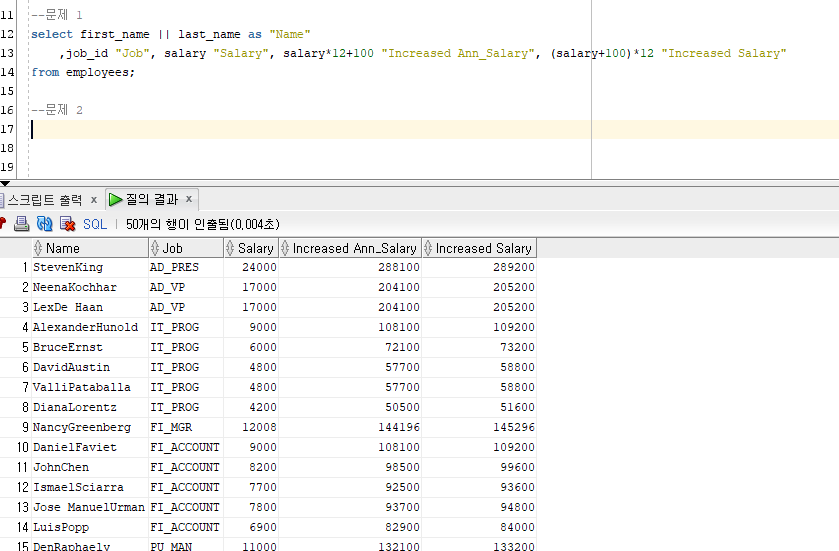 11 --문제 1
12 select first_name || last_name as "Name"
13 ,job_id "Job", salary "Salary", salary*12+100 "Increased Ann_Salary", (salary+100)*12 "Increased Salary"
14 from employees;
15
16 --문제 2
17
18
19
스크립트 출력 x 질의 결과 x
SQL | 50개의 행이 인출됨(0,004초)
Name Job Salary Increased Ann_Salary Increased Salary
1 StevenKing AD_PRES 24000 288100 289200
2 NeenaKochhar AD_VP 17000 204100 205200
3 LexDe Haan AD_VP 17000 204100 205200
4 AlexanderHunold IT_PROG 9000 108100 109200
5 BruceErnst IT_PROG 6000 72100 73200
6 DavidAustin IT_PROG 4800 57700 58800
7 ValliPataballa IT_PROG 4800 57700 58800
8 DianaLorentz IT_PROG 4200 50500 51600
9 NancyGreenberg FI_MGR 12008 144196 145296
10 DanielFaviet FI_ACCOUNT 9000 108100 109200
11 JohnChen FI_ACCOUNT 8200 98500 99600
12 IsmaelSciarra FI_ACCOUNT 7700 92500 93600
13 Jose ManuelUrman FI_ACCOUNT 7800 93700 94800
14 LuisPopp FI_ACCOUNT 6900 82900 84000
15 DenRaphaely PU_MAN 11000 132100 133200